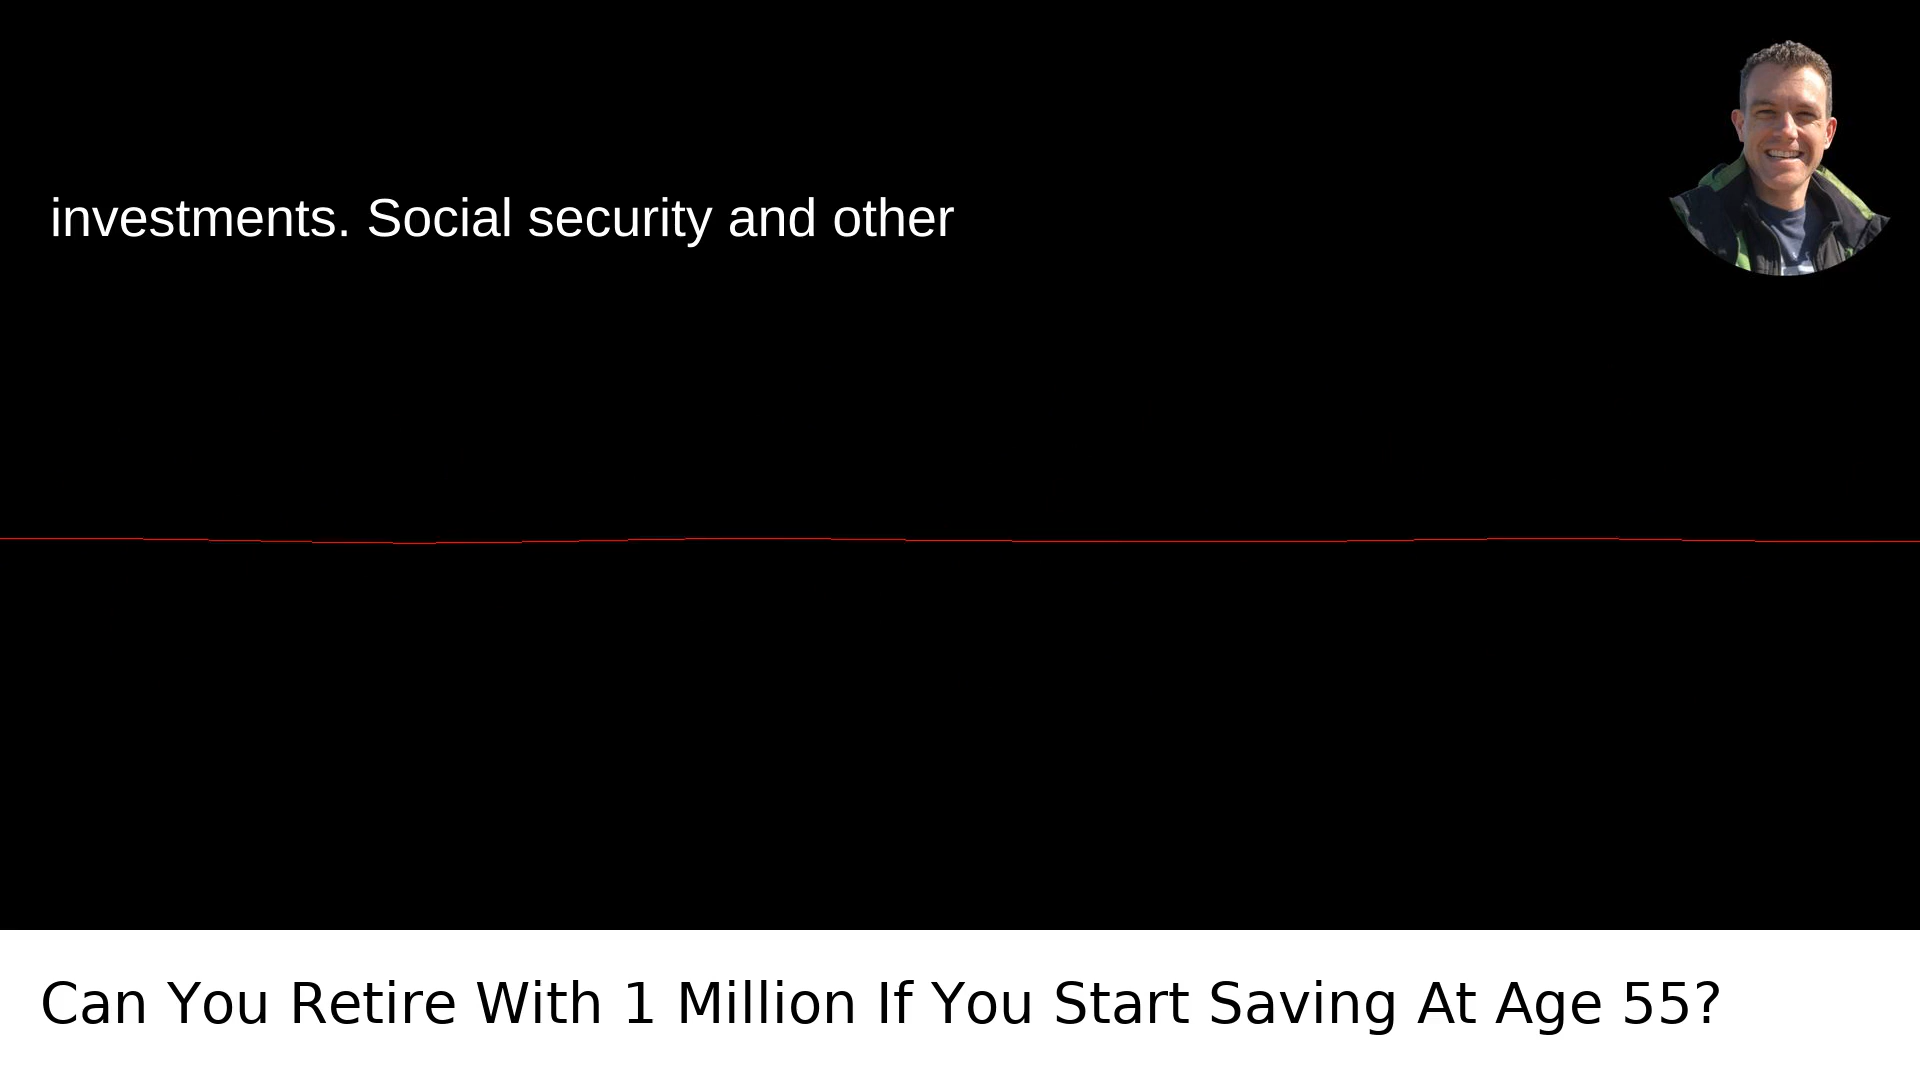 investments. Social security and other
Can You Retire With 1 Million If You Start Saving At Age 55?